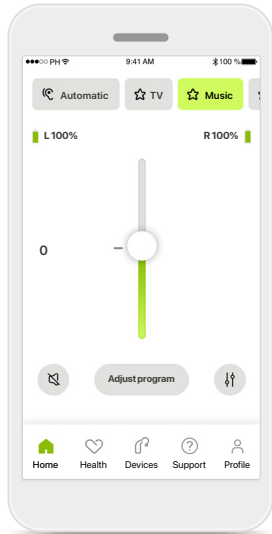 PH 9:41 AM 100 %
Automatic TV Music
L 100% R 100%
0
Adjust program
Home Health Devices Support Profile